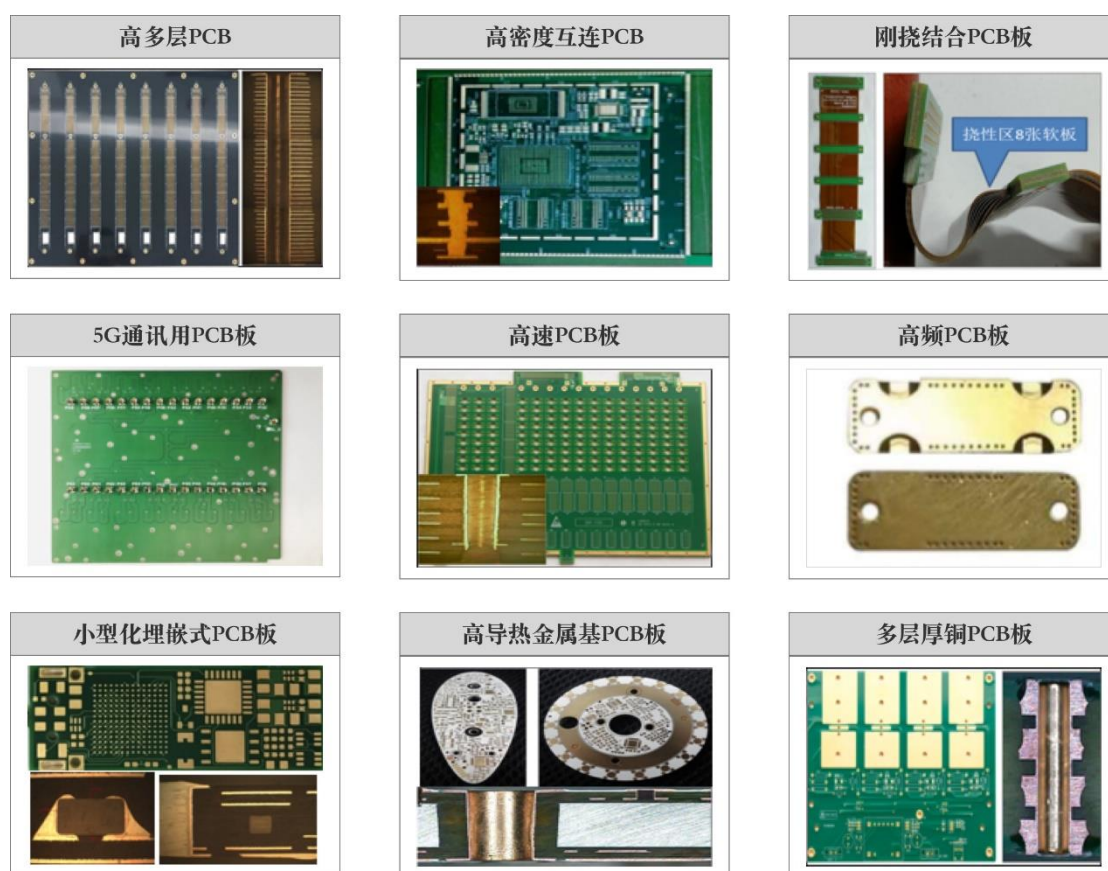 高多层PCB
高密度互连PCB
刚挠结合PCB板
挠性区8张软板
5G通讯用PCB板
高速PCB板
高频PCB板
小型化埋嵌式PCB板
高导热金属基PCB板
多层厚铜PCB板